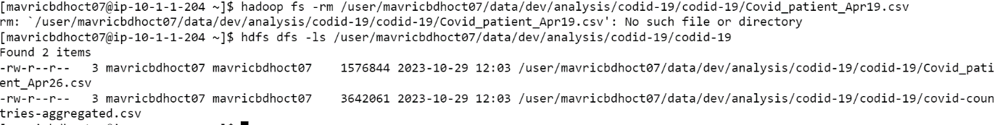 [mavricbdhoct07@ip-10-1-1-204 ~]$ hadoop fs -rm /user/mavricbdhoct07/data/dev/analysis/codid-19/codid-19/Covid_patient_Apr19.csv
rm: `/user/mavricbdhoct07/data/dev/analysis/codid-19/codid-19/Covid_patient_Apr19.csv': No such file or directory
[mavricbdhoct07@ip-10-1-1-204 ~]$ hdfs dfs -ls /user/mavricbdhoct07/data/dev/analysis/codid-19/codid-19
Found 2 items
-rw-r--r--   3 mavricbdhoct07 mavricbdhoct07    1576844 2023-10-29 12:03 /user/mavricbdhoct07/data/dev/analysis/codid-19/codid-19/Covid_pati
ent_Apr26.csv
-rw-r--r--   3 mavricbdhoct07 mavricbdhoct07    3642061 2023-10-29 12:03 /user/mavricbdhoct07/data/dev/analysis/codid-19/codid-19/covid-coun
tries-aggregated.csv